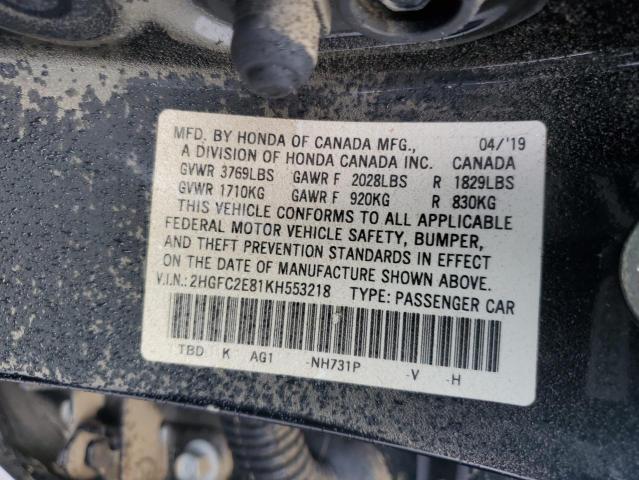 MFD. BY HONDA OF CANADA MFG., 04/'19
A DIVISION OF HONDA CANADA INC. CANADA
GVWR 3769LBS GAWR F 2028LBS R 1829LBS
GVWR 1710KG GAWR F 920KG R 830KG
THIS VEHICLE CONFORMS TO ALL APPLICABLE
FEDERAL MOTOR VEHICLE SAFETY, BUMPER,
AND THEFT PREVENTION STANDARDS IN EFFECT
ON THE DATE OF MANUFACTURE SHOWN ABOVE.
V.I.N.: 2HGFC2E81KH553218 TYPE: PASSENGER CAR
TBD K AG1 -NH731P -V -H